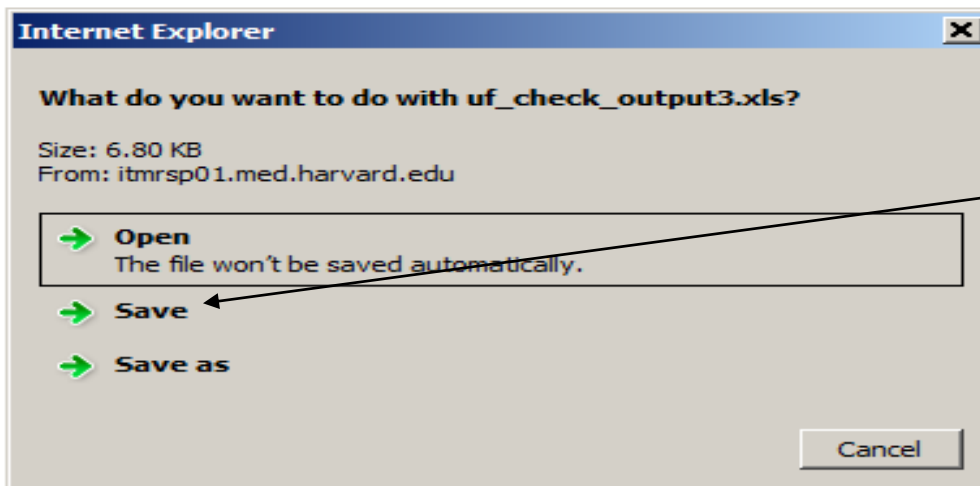 Internet Explorer
What do you want to do with uf_check_output3.xls?
Size: 6.80 KB
From: itmrsp01.med.harvard.edu
Open
The file won't be saved automatically.
Save
Save as
Cancel